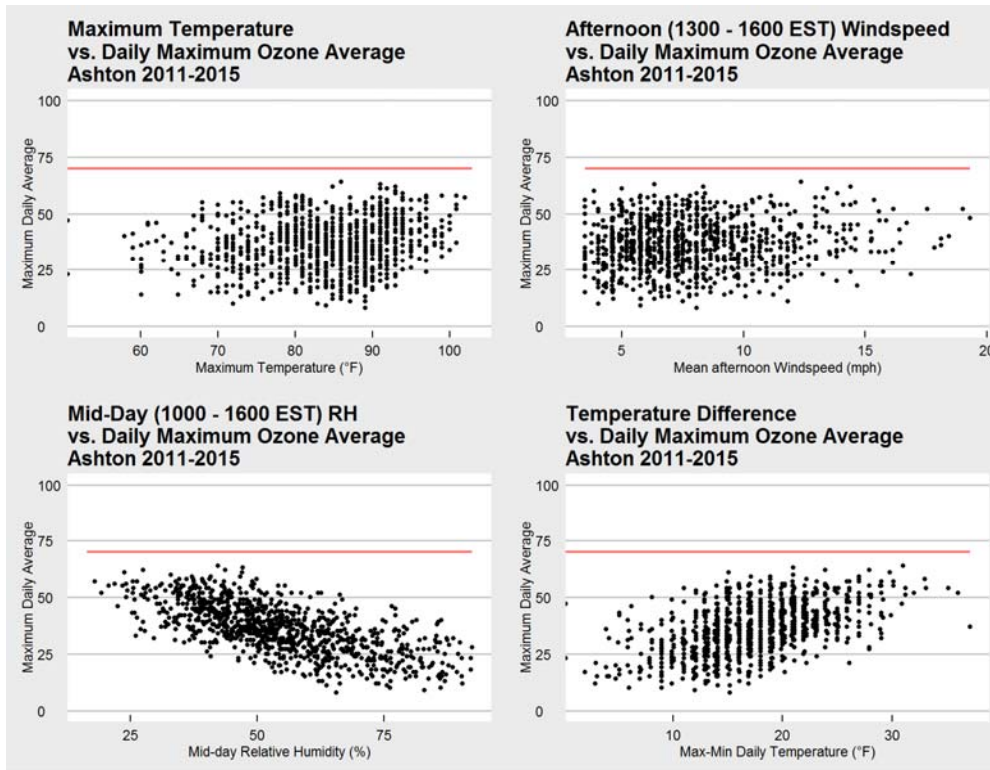 Maximum Temperature
vs. Daily Maximum Ozone Average
Ashton 2011-2015
100
75
50
25
0
Maximum Daily Average
60
70
80
90
100
Maximum Temperature (°F)
Afternoon (1300 - 1600 EST) Windspeed
vs. Daily Maximum Ozone Average
Ashton 2011-2015
100
75
50
25
0
Maximum Daily Average
5
10
15
20
Mean afternoon Windspeed (mph)
Mid-Day (1000 - 1600 EST) RH
vs. Daily Maximum Ozone Average
Ashton 2011-2015
100
75
50
25
0
Maximum Daily Average
25
50
75
Mid-day Relative Humidity (%)
Temperature Difference
vs. Daily Maximum Ozone Average
Ashton 2011-2015
100
75
50
25
0
Maximum Daily Average
10
20
30
Max-Min Daily Temperature (°F)